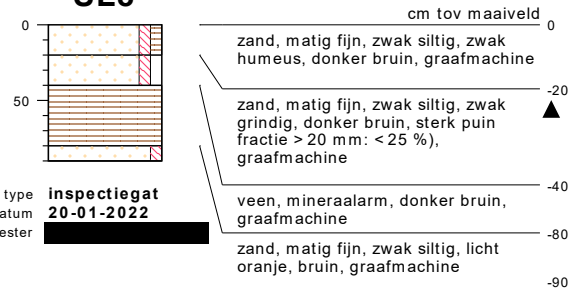 cm tov maaiveld
0
0
zand, matig fijn, zwak siltig, zwak
humeus, donker bruin, graafmachine
-20
50
zand, matig fijn, zwak siltig, zwak
grindig, donker bruin, sterk puin
fractie > 20 mm: < 25 %),
graafmachine
-40
veen, mineraalarm, donker bruin,
graafmachine
-80
zand, matig fijn, zwak siltig, licht
oranje, bruin, graafmachine
-90
type inspectiegat
atum 20-01-2022
ester